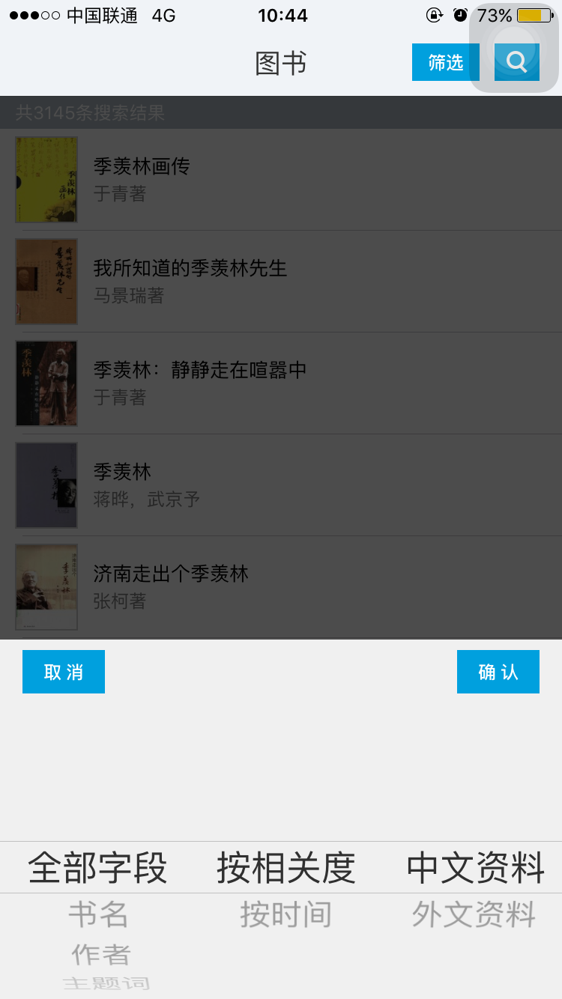 中国联通 4G 10:44 73%
图书 筛选
共3145条搜索结果
季羡林画传
于青著
我所知道的季羡林先生
马景瑞著
季羡林：静静走在喧嚣中
于青著
季羡林
蒋晔，武京予
济南走出个季羡林
张柯著
取消 确认
全部字段 按相关度 中文资料
书名 按时间 外文资料
作者
主题词